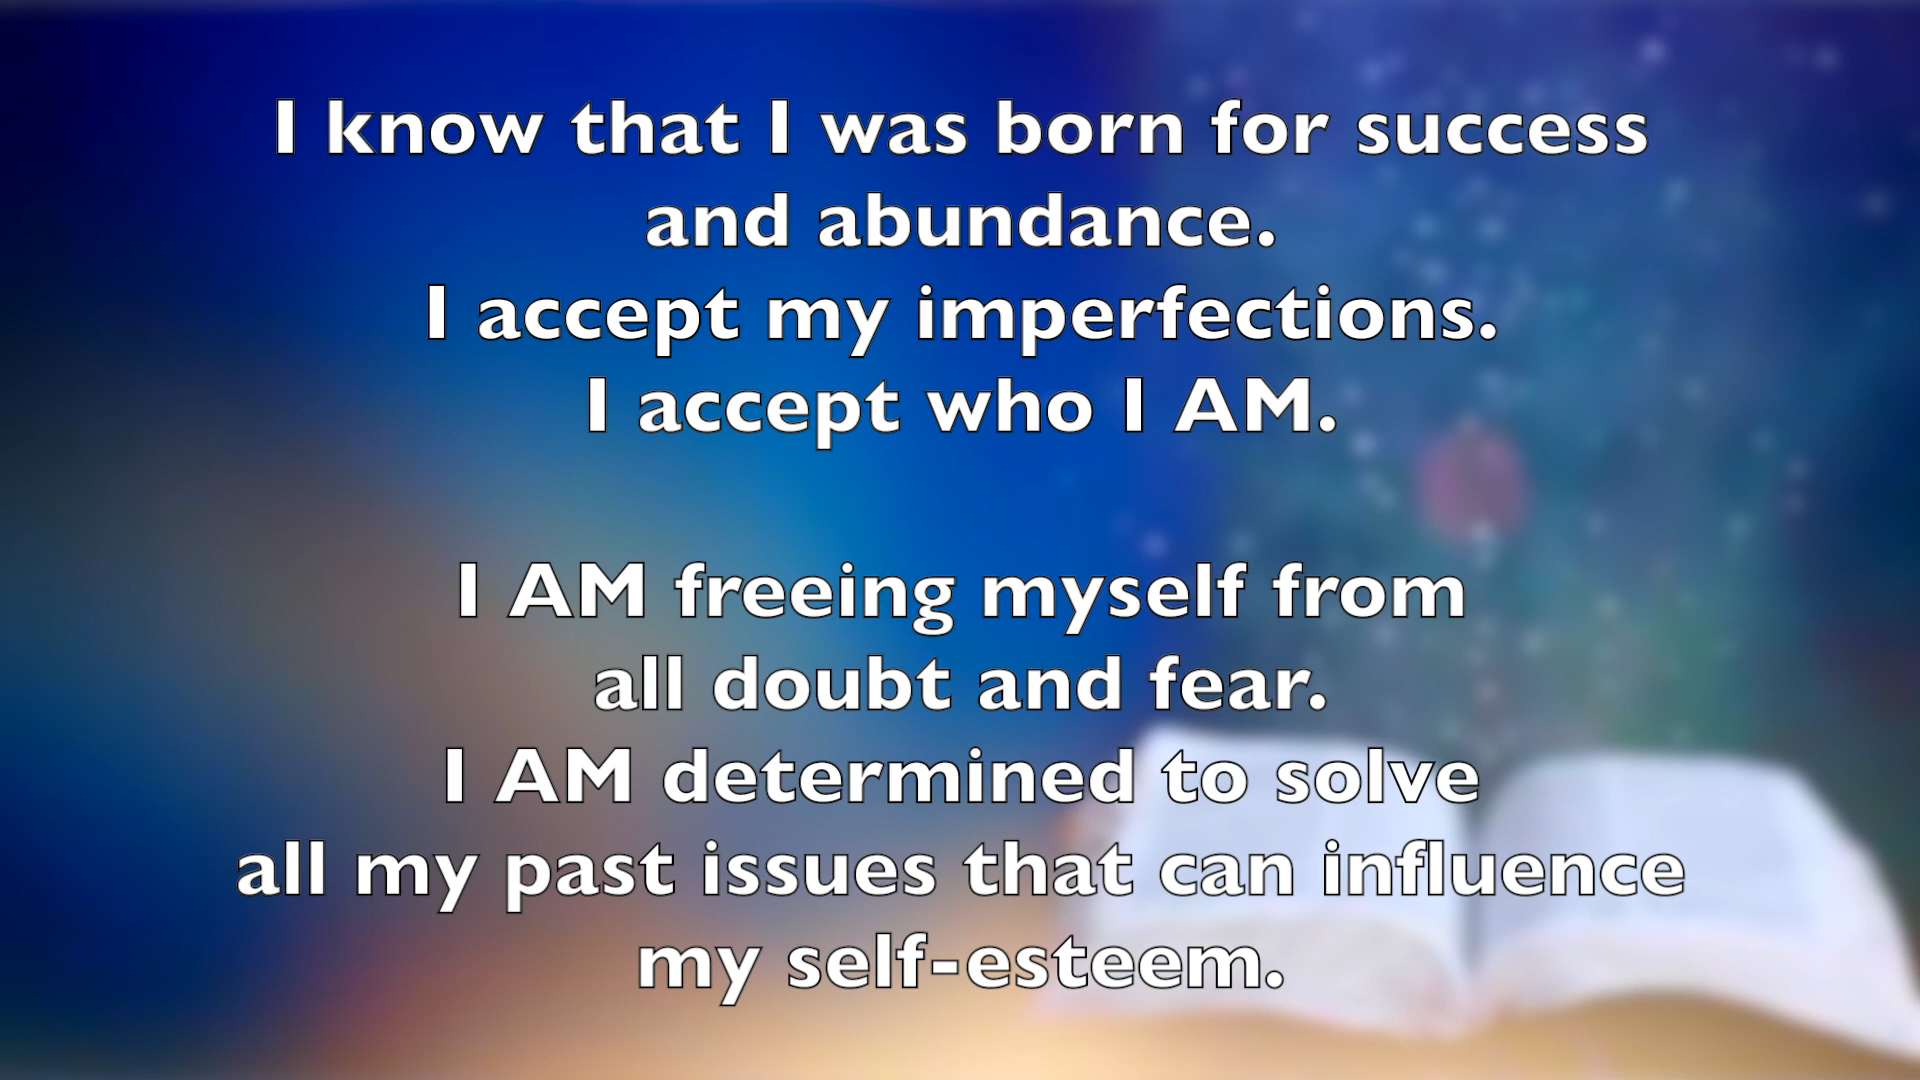 I know that I was born for success
and abundance.
I accept my imperfections.
I accept who I AM.
I AM freeing myself from
all doubt and fear.
I AM determined to solve
all my past issues that can influence
my self-esteem.